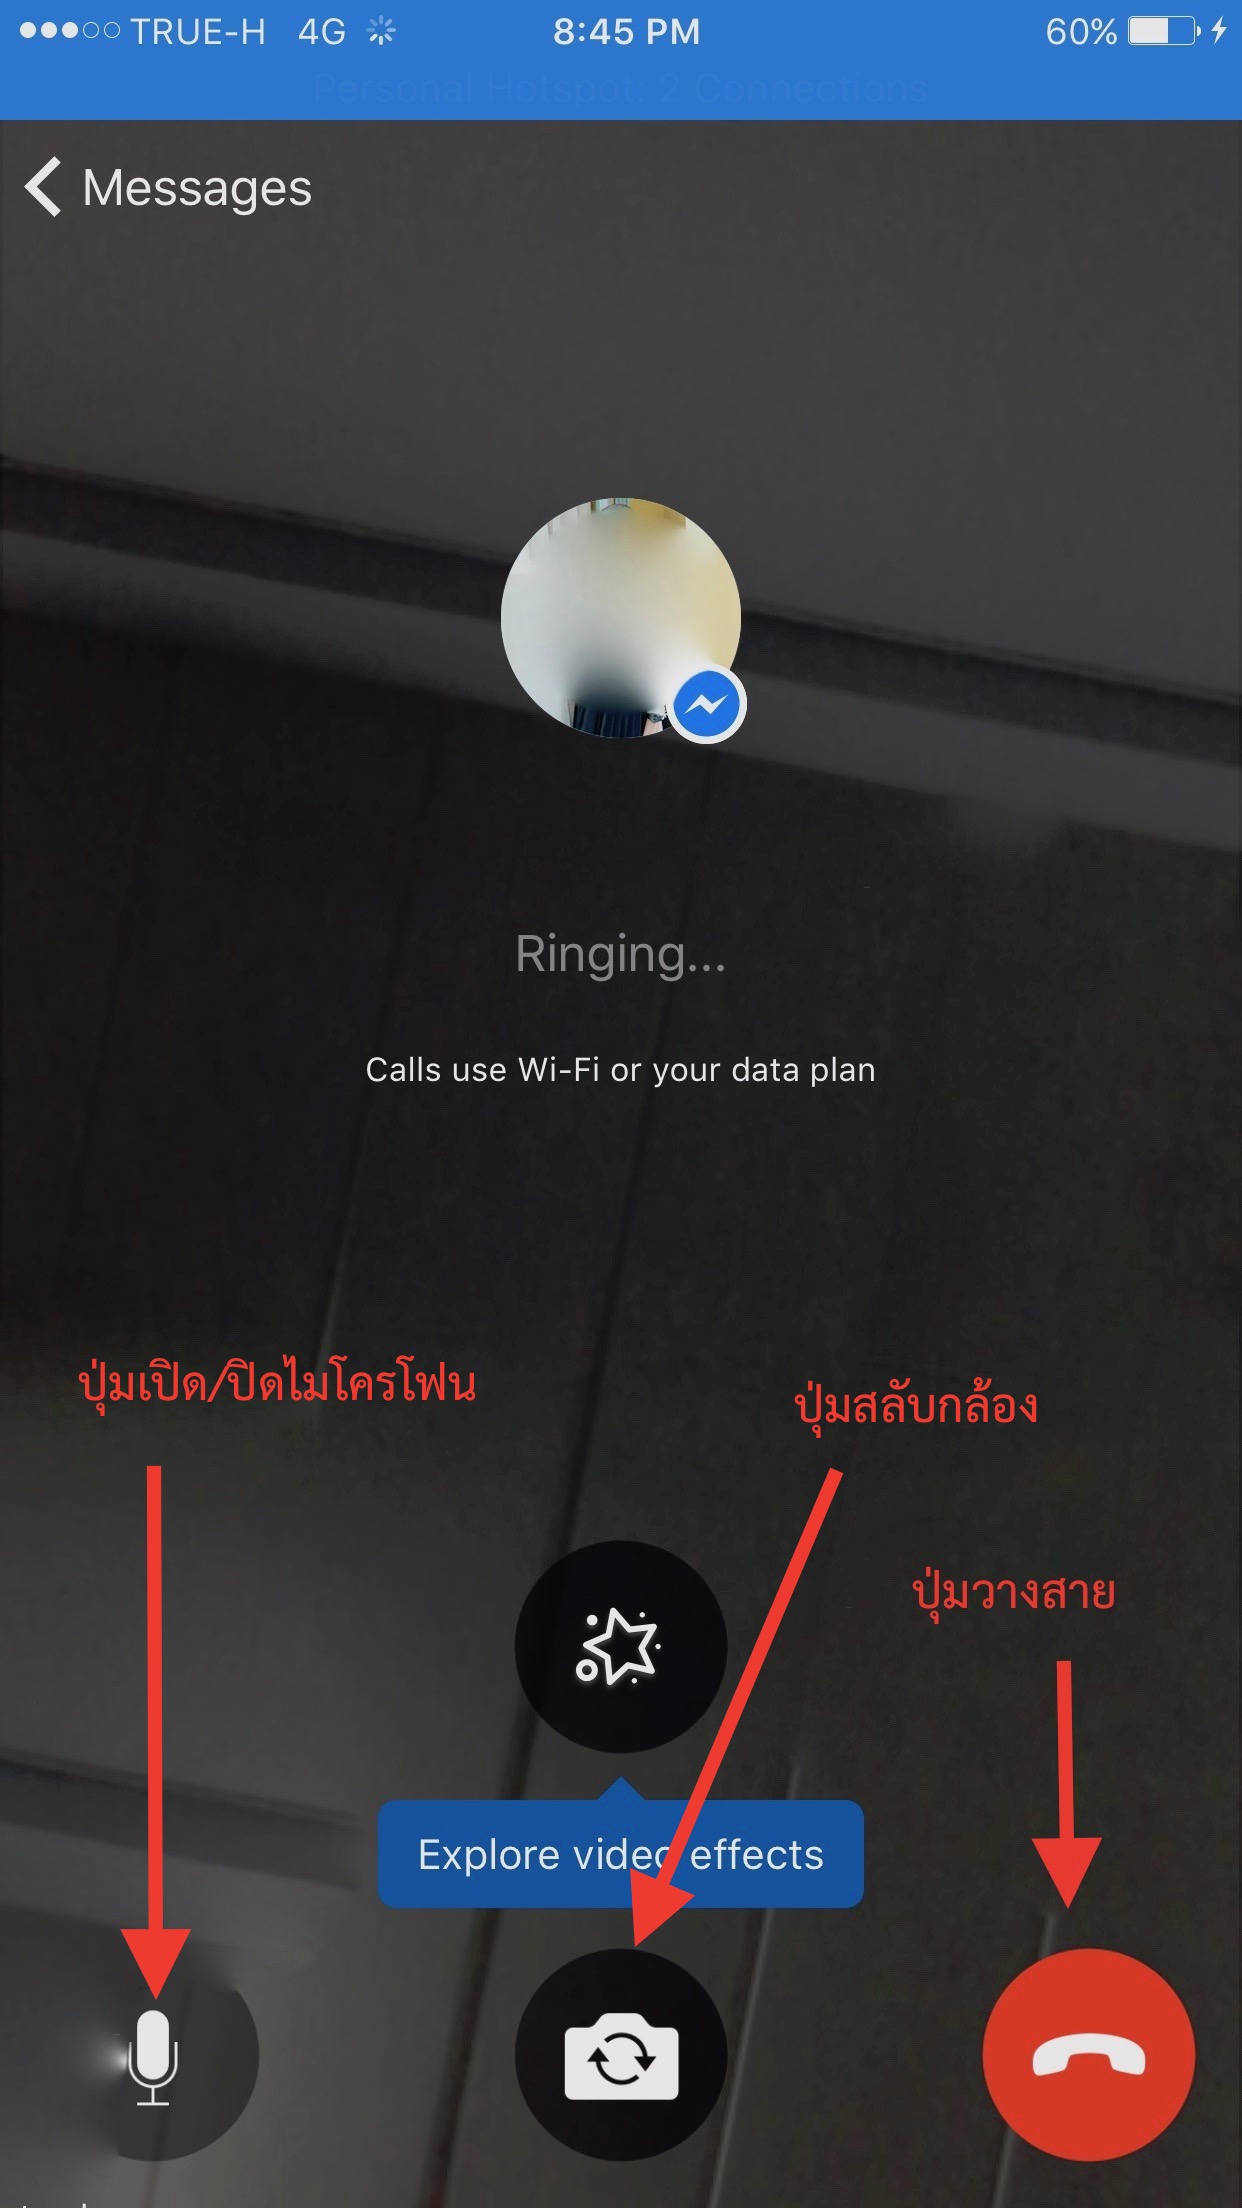 TRUE-H 4G 8:45 PM 60%
Personal Hotspot: 2 Connections
Messages
Ringing...
Calls use Wi-Fi or your data plan
ปุ่มเปิด/ปิดไมโครโฟน
ปุ่มสลับกล้อง
ปุ่มวางสาย
Explore video effects